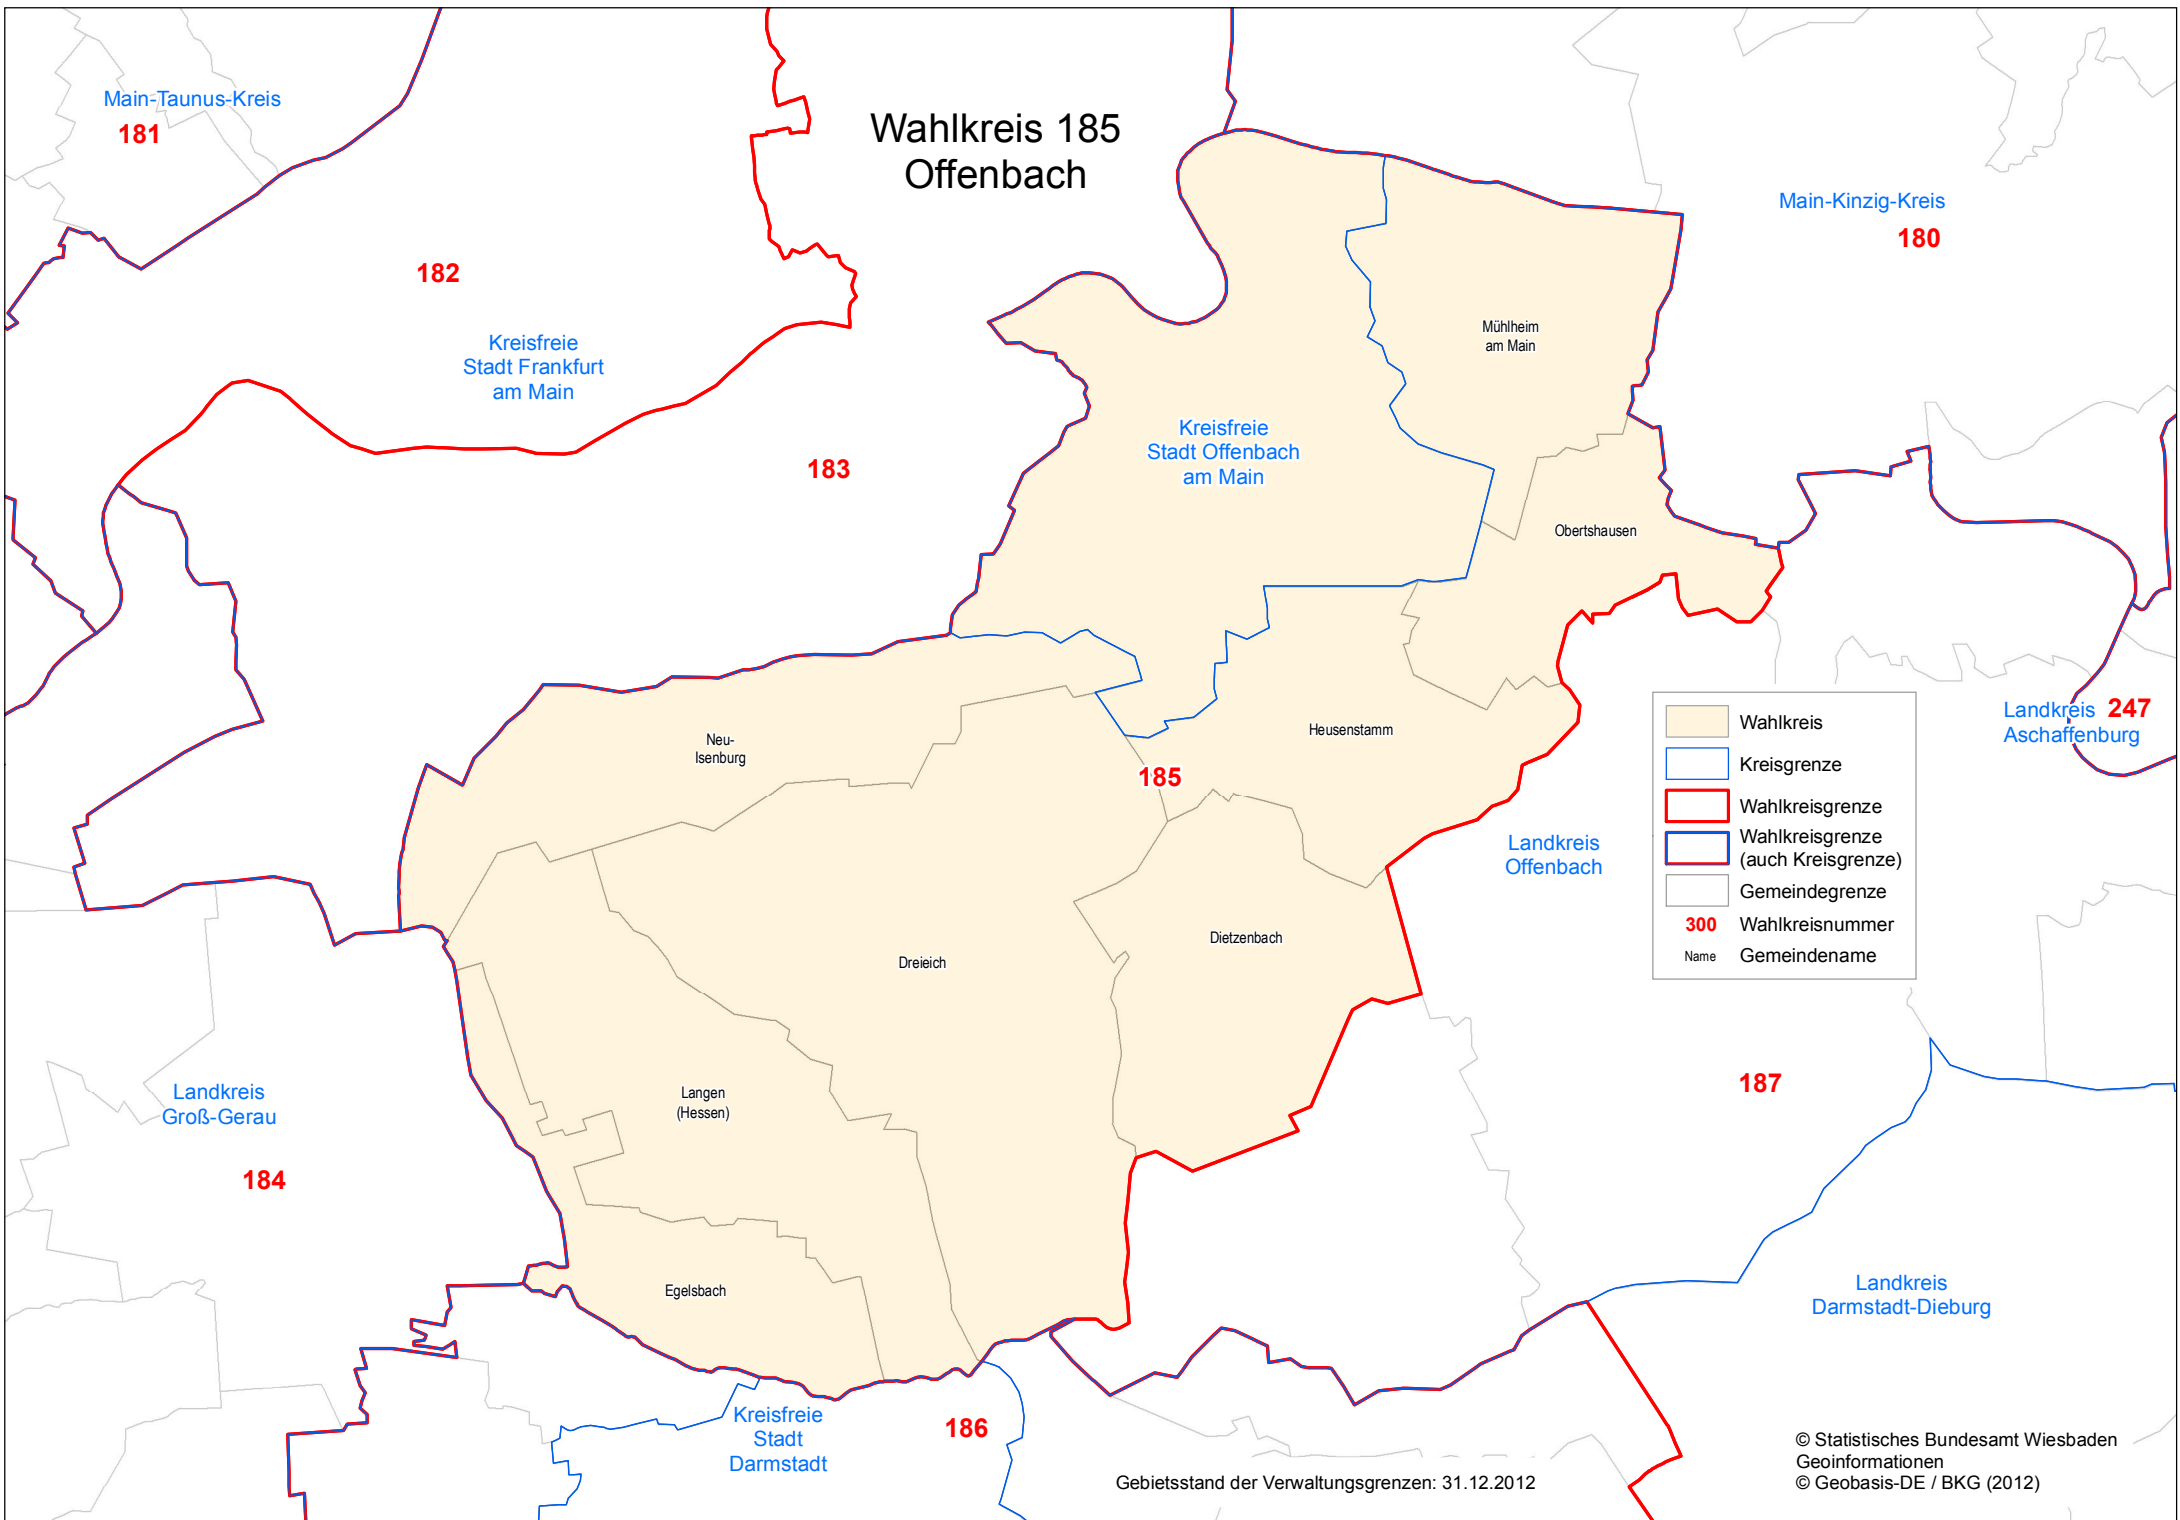 Wahlkreis 185
Offenbach
Main-Taunus-Kreis
181
182
Kreisfreie
Stadt Frankfurt
am Main
183
Main-Kinzig-Kreis
180
Mühlheim
am Main
Kreisfreie
Stadt Offenbach
am Main
Obertshausen
Neu-
Isenburg
Heusenstamm
185
Landkreis
Aschaffenburg
247
Landkreis
Offenbach
Dietzenbach
Dreieich
Langen
(Hessen)
Landkreis
Groß-Gerau
184
187
Egelsbach
Landkreis
Darmstadt-Dieburg
Kreisfreie
Stadt
Darmstadt
186
Wahlkreis
Kreisgrenze
Wahlkreisgrenze
Wahlkreisgrenze
(auch Kreisgrenze)
Gemeindegrenze
300 Wahlkreisnummer
Name Gemeindename
Gebietsstand der Verwaltungsgrenzen: 31.12.2012
© Statistisches Bundesamt Wiesbaden
Geoinformationen
© Geobasis-DE / BKG (2012)